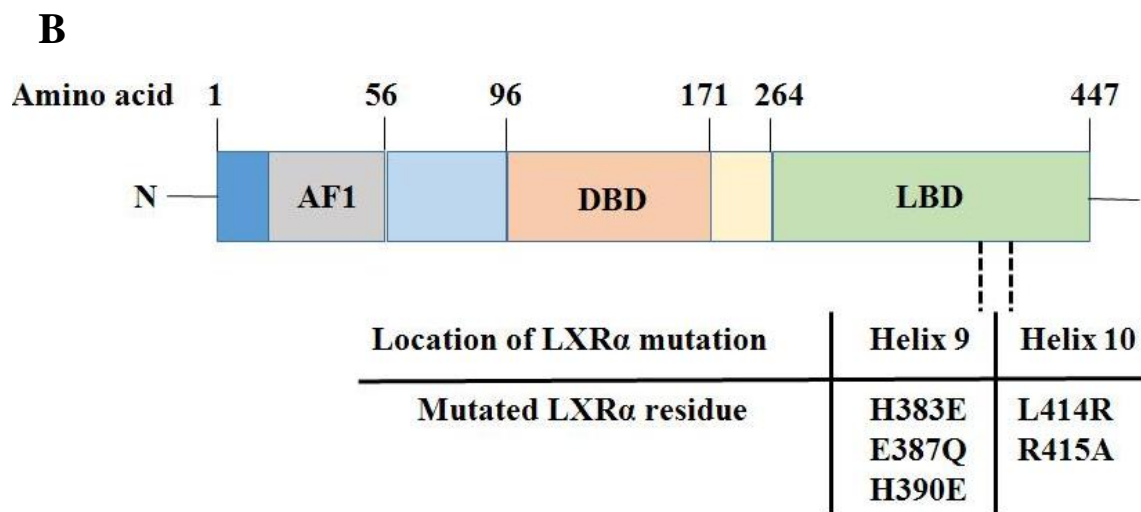 B
Amino acid 1 56 96 171 264 447
N AF1 DBD LBD
Location of LXRα mutation Helix 9 Helix 10
Mutated LXRα residue H383E L414R
E387Q R415A
H390E